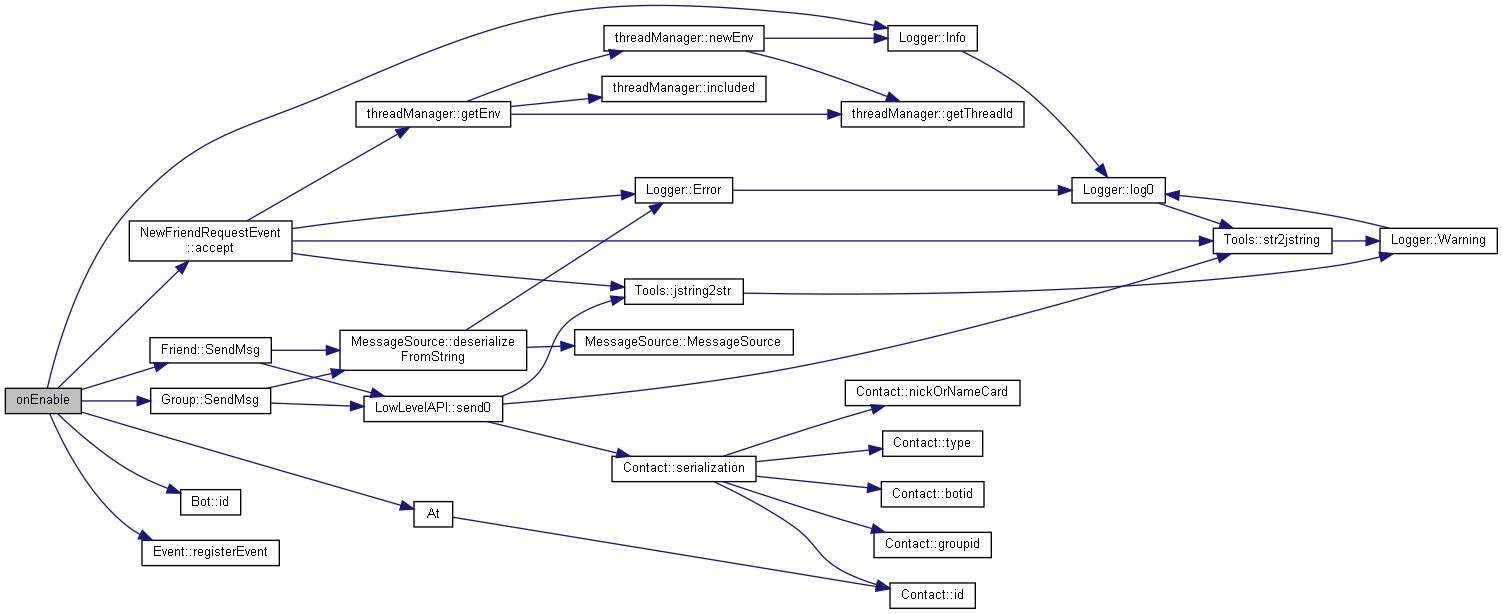 threadManager::newEnv
Logger::Info
threadManager::included
threadManager::getEnv
threadManager::getThreadId
Logger::Error
Logger::log0
NewFriendRequestEvent
::accept
Tools::str2jstring
Logger::Warning
Tools::jstring2str
Friend::SendMsg
MessageSource::deserialize
FromString
MessageSource::MessageSource
onEnable
Group::SendMsg
LowLevelAPI::send0
Contact::nickOrNameCard
Contact::type
Contact::serialization
Contact::botid
Bot::id
At
Contact::groupid
Event::registerEvent
Contact::id